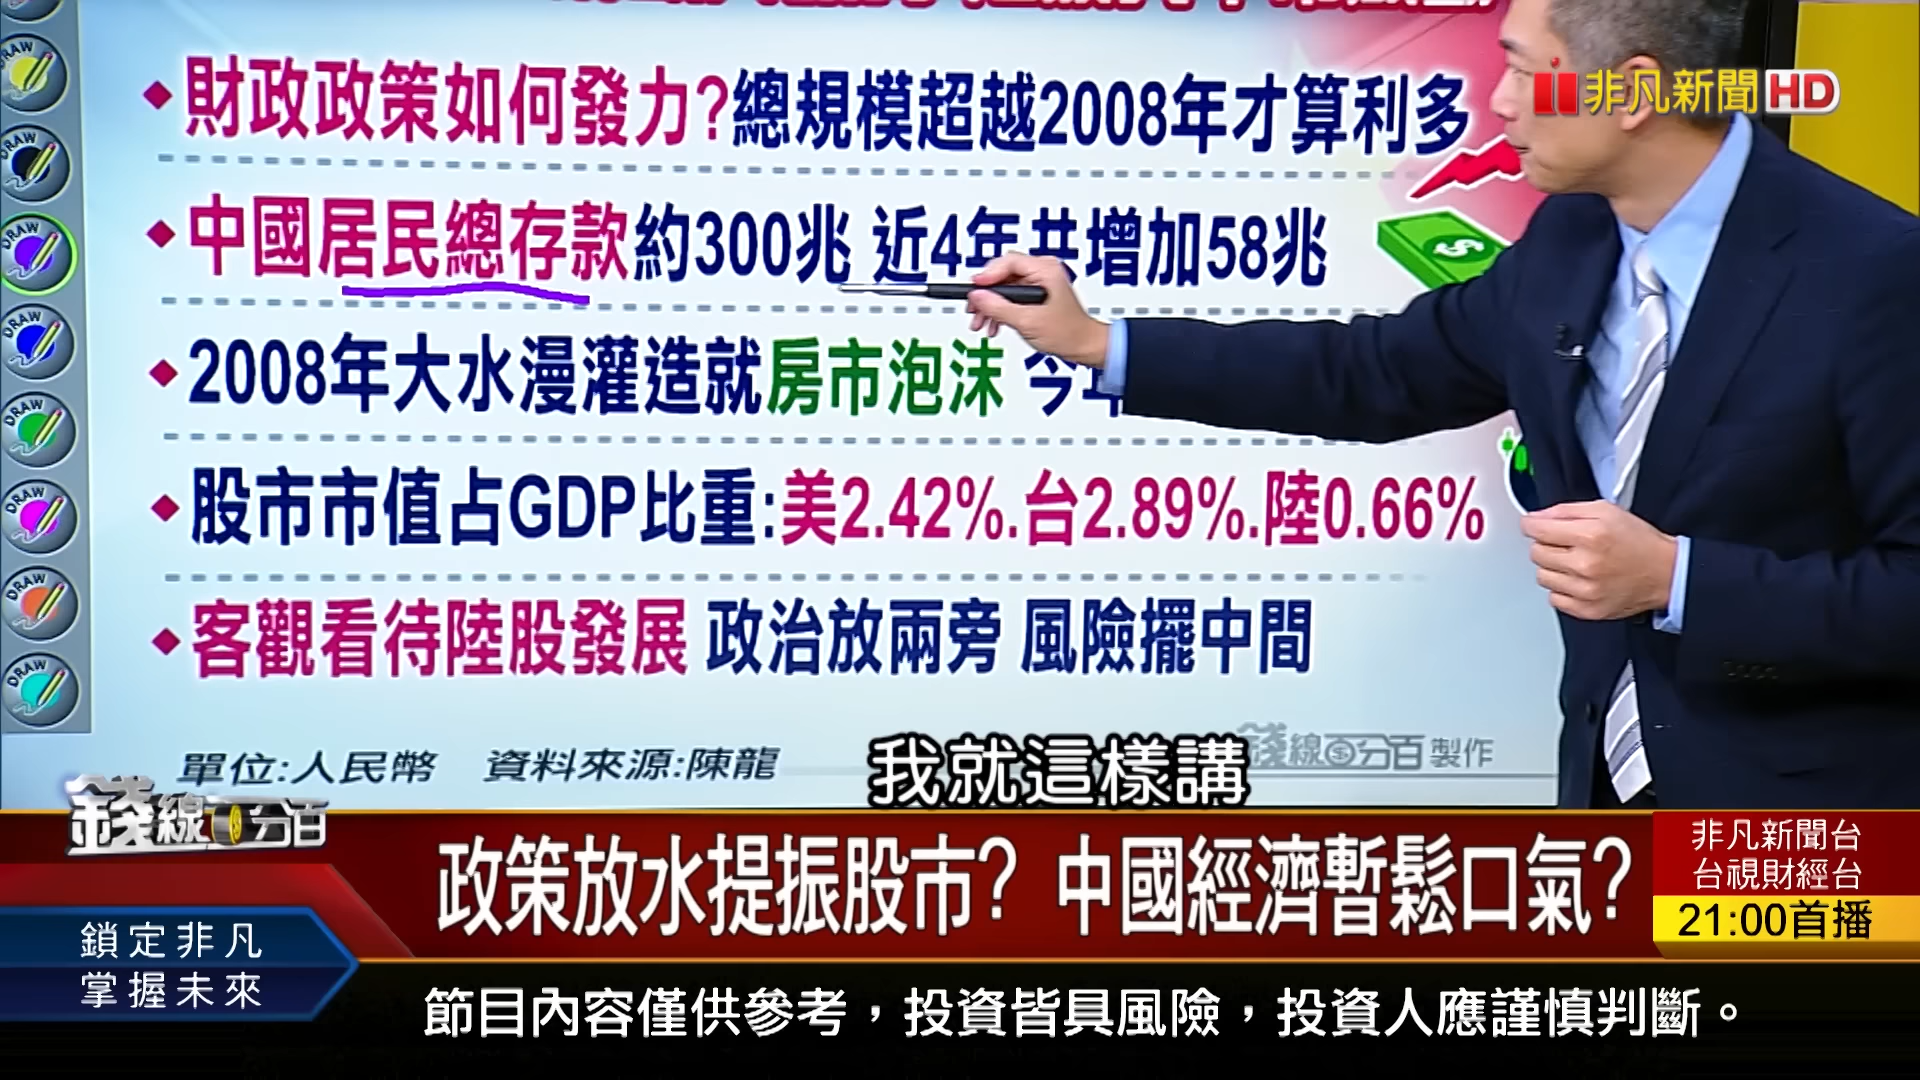 財政政策如何發力?總規模超越2008年才算利多
非凡新聞HD
中國居民總存款約300兆 近4年共增加58兆
2008年大水漫灌造就房市泡沫 今年
股市市值占GDP比重:美2.42%.台2.89%.陸0.66%
客觀看待陸股發展 政治放兩旁 風險擺中間
單位:人民幣 資料來源:陳龍
錢線百分百製作
我就這樣講
錢線百分百
政策放水提振股市? 中國經濟暫鬆口氣?
非凡新聞台
台視財經台
21:00首播
鎖定非凡
掌握未來
節目內容僅供參考，投資皆具風險，投資人應謹慎判斷。
DRAW
DRAW
DRAW
DRAW
DRAW
DRAW
DRAW
DRAW